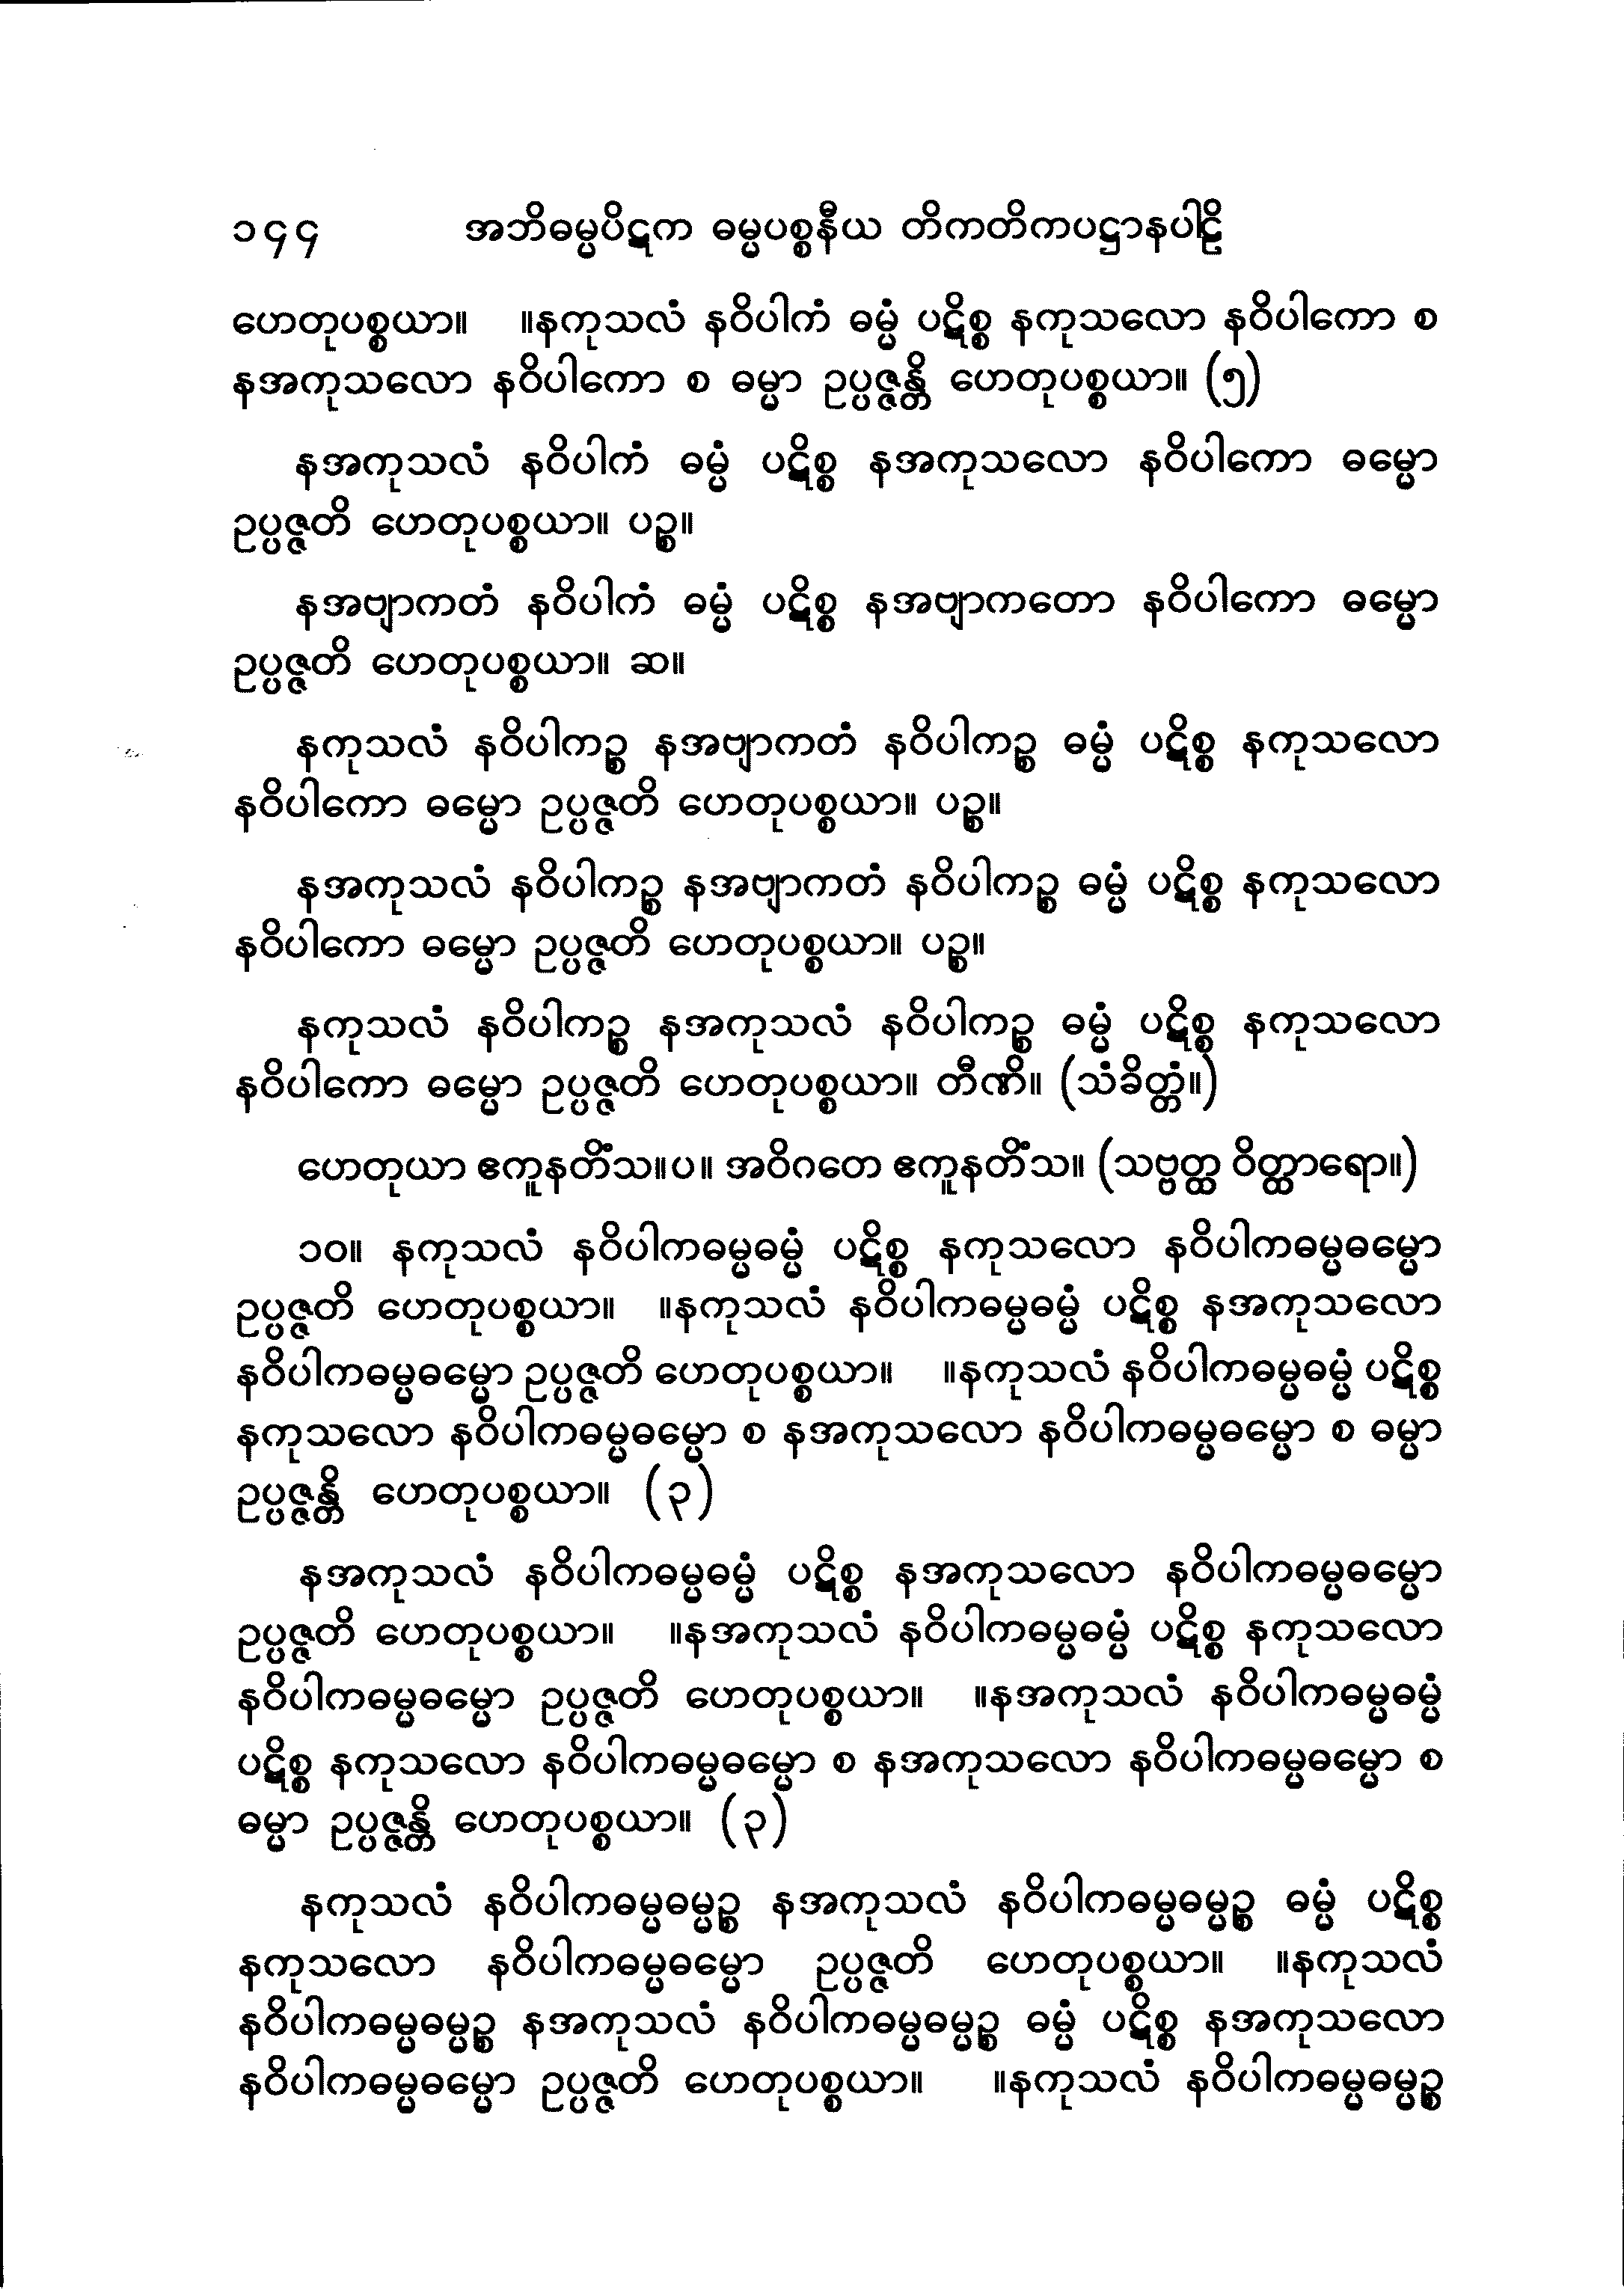 ၁၄၄ အဘိဓမ္မပိဋက ဓမ္မပစ္စနီယ တိကတိကပဋ္ဌာနပါဠိ
ဟေတုပစ္စယာ။ ။နကုသလံ နဝိပါကံ ဓမ္မံ ပဋိစ္စ နကုသလော နဝိပါကော စ
နအကုသလော နဝိပါကော စ ဓမ္မာ ဥပ္ပဇ္ဇန္တိ ဟေတုပစ္စယာ။ (၅)
နအကုသလံ နဝိပါကံ ဓမ္မံ ပဋိစ္စ နအကုသလော နဝိပါကော ဓမ္မော
ဥပ္ပဇ္ဇတိ ဟေတုပစ္စယာ။ ပဉ္စ။
နအဗျာကတံ နဝိပါကံ ဓမ္မံ ပဋိစ္စ နအဗျာကတော နဝိပါကော ဓမ္မော
ဥပ္ပဇ္ဇတိ ဟေတုပစ္စယာ။ ဆ။
နကုသလံ နဝိပါကဉ္စ နအဗျာကတံ နဝိပါကဉ္စ ဓမ္မံ ပဋိစ္စ နကုသလော
နဝိပါကော ဓမ္မော ဥပ္ပဇ္ဇတိ ဟေတုပစ္စယာ။ ပဉ္စ။
နအကုသလံ နဝိပါကဉ္စ နအဗျာကတံ နဝိပါကဉ္စ ဓမ္မံ ပဋိစ္စ နကုသလော
နဝိပါကော ဓမ္မော ဥပ္ပဇ္ဇတိ ဟေတုပစ္စယာ။ ပဉ္စ။
နကုသလံ နဝိပါကဉ္စ နအကုသလံ နဝိပါကဉ္စ ဓမ္မံ ပဋိစ္စ နကုသလော
နဝိပါကော ဓမ္မော ဥပ္ပဇ္ဇတိ ဟေတုပစ္စယာ။ တီဏိ။ (သံခိတ္တံ။)
ဟေတုယာ ဧကူနတိံသ။ပ။ အဝိဂတေ ဧကူနတိံသ။ (သဗ္ဗတ္ထ ဝိတ္ထာရော။)
၁၀။ နကုသလံ နဝိပါကဓမ္မဓမ္မံ ပဋိစ္စ နကုသလော နဝိပါကဓမ္မဓမ္မော
ဥပ္ပဇ္ဇတိ ဟေတုပစ္စယာ။ ။နကုသလံ နဝိပါကဓမ္မဓမ္မံ ပဋိစ္စ နအကုသလော
နဝိပါကဓမ္မဓမ္မော ဥပ္ပဇ္ဇတိ ဟေတုပစ္စယာ။ ။နကုသလံ နဝိပါကဓမ္မဓမ္မံ ပဋိစ္စ
နကုသလော နဝိပါကဓမ္မဓမ္မော စ နအကုသလော နဝိပါကဓမ္မဓမ္မော စ ဓမ္မာ
ဥပ္ပဇ္ဇန္တိ ဟေတုပစ္စယာ။ (၃)
နအကုသလံ နဝိပါကဓမ္မဓမ္မံ ပဋိစ္စ နအကုသလော နဝိပါကဓမ္မဓမ္မော
ဥပ္ပဇ္ဇတိ ဟေတုပစ္စယာ။ ။နအကုသလံ နဝိပါကဓမ္မဓမ္မံ ပဋိစ္စ နကုသလော
နဝိပါကဓမ္မဓမ္မော ဥပ္ပဇ္ဇတိ ဟေတုပစ္စယာ။ ။နအကုသလံ နဝိပါကဓမ္မဓမ္မံ
ပဋိစ္စ နကုသလော နဝိပါကဓမ္မဓမ္မော စ နအကုသလော နဝိပါကဓမ္မဓမ္မော စ
ဓမ္မာ ဥပ္ပဇ္ဇန္တိ ဟေတုပစ္စယာ။ (၃)
နကုသလံ နဝိပါကဓမ္မဓမ္မဉ္စ နအကုသလံ နဝိပါကဓမ္မဓမ္မဉ္စ ဓမ္မံ ပဋိစ္စ
နကုသလော နဝိပါကဓမ္မဓမ္မော ဥပ္ပဇ္ဇတိ ဟေတုပစ္စယာ။ ။နကုသလံ
နဝိပါကဓမ္မဓမ္မဉ္စ နအကုသလံ နဝိပါကဓမ္မဓမ္မဉ္စ ဓမ္မံ ပဋိစ္စ နအကုသလော
နဝိပါကဓမ္မဓမ္မော ဥပ္ပဇ္ဇတိ ဟေတုပစ္စယာ။ ။နကုသလံ နဝိပါကဓမ္မဓမ္မဉ္စ